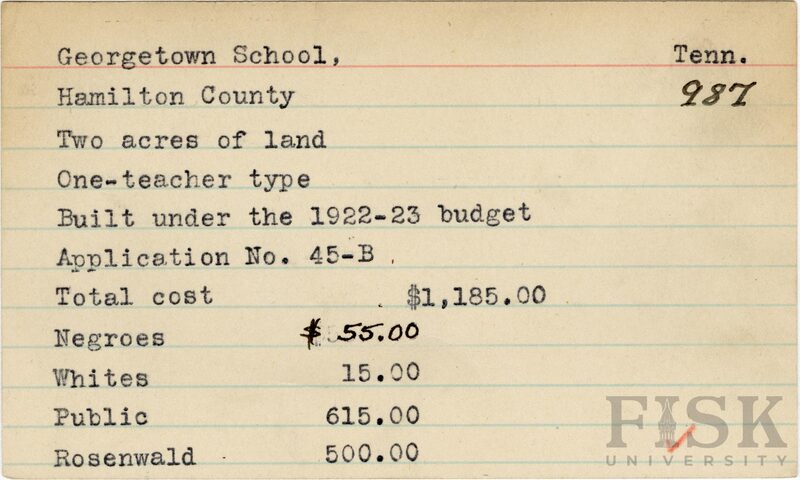 Georgetown School, Tenn.
Hamilton County 987
Two acres of land
One-teacher type
Built under the 1922-23 budget
Application No. 45-B
Total cost $1,185.00
Negroes $ 55.00
Whites 15.00
Public 615.00
Rosenwald 500.00
FISK
UNIVERSITY